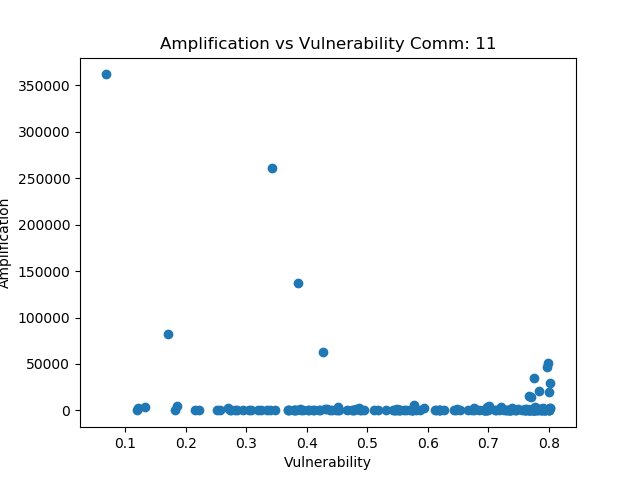 Amplification vs Vulnerability Comm: 11
350000
300000
250000
200000
150000
100000
50000
0
Amplification
0.1 0.2 0.3 0.4 0.5 0.6 0.7 0.8
Vulnerability